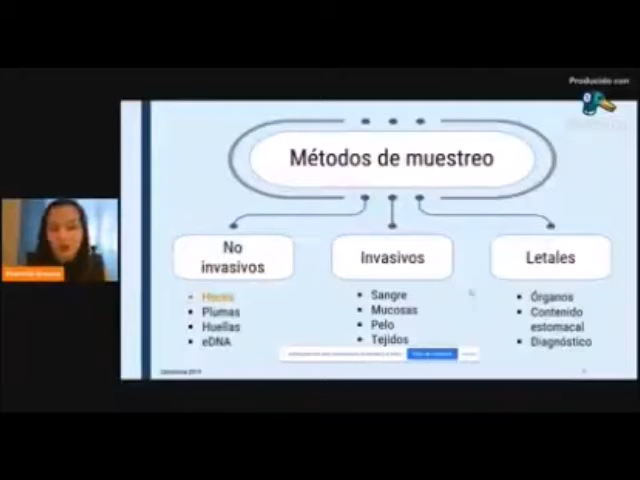 Producido con
Métodos de muestreo
No
invasivos
Heces
Plumas
Huellas
eDNA
Invasivos
Sangre
Mucosas
Pelo
Tejidos
Letales
Órganos
Contenido
estomacal
Diagnóstico